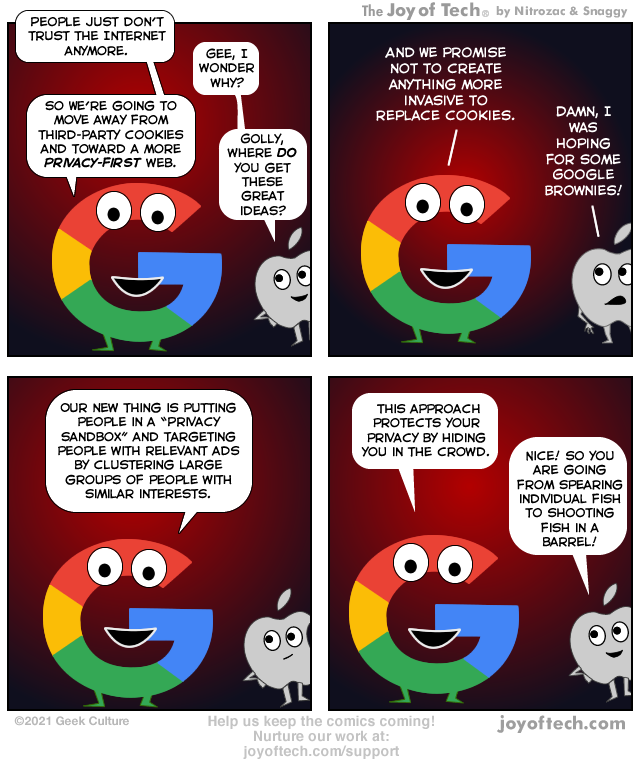 The Joy of Tech® by Nitrozac & Snaggy
PEOPLE JUST DON'T
TRUST THE INTERNET
ANYMORE.
GEE, I
WONDER
WHY?
SO WE'RE GOING TO
MOVE AWAY FROM
THIRD-PARTY COOKIES
AND TOWARD A MORE
PRIVACY-FIRST WEB.
GOLLY,
WHERE DO
YOU GET
THESE
GREAT
IDEAS?
AND WE PROMISE
NOT TO CREATE
ANYTHING MORE
INVASIVE TO
REPLACE COOKIES.
DAMN, I
WAS
HOPING
FOR SOME
GOOGLE
BROWNIES!
OUR NEW THING IS PUTTING
PEOPLE IN A "PRIVACY
SANDBOX" AND TARGETING
PEOPLE WITH RELEVANT ADS
BY CLUSTERING LARGE
GROUPS OF PEOPLE WITH
SIMILAR INTERESTS.
THIS APPROACH
PROTECTS YOUR
PRIVACY BY HIDING
YOU IN THE CROWD.
NICE! SO YOU
ARE GOING
FROM SPEARING
INDIVIDUAL FISH
TO SHOOTING
FISH IN A
BARREL!
©2021 Geek Culture
Help us keep the comics coming!
Nurture our work at:
joyoftech.com/support
joyoftech.com